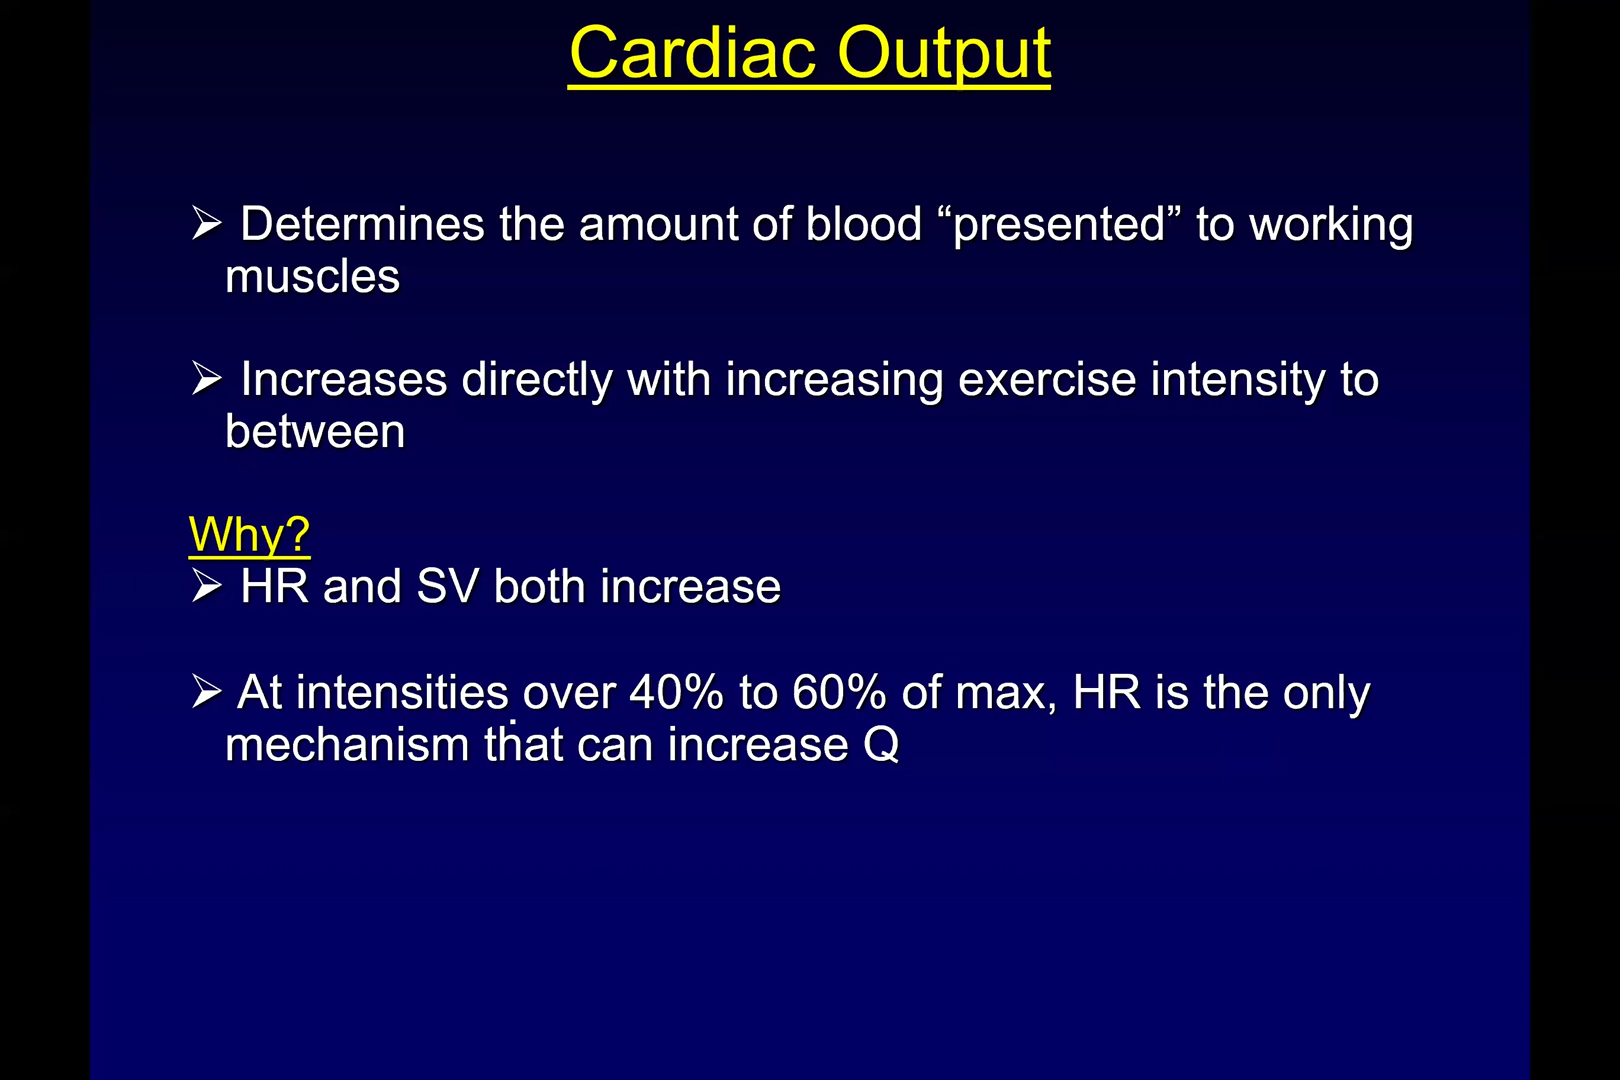 Cardiac Output
➢ Determines the amount of blood “presented” to working
muscles
➢ Increases directly with increasing exercise intensity to
between
Why?
➢ HR and SV both increase
➢ At intensities over 40% to 60% of max, HR is the only
mechanism that can increase Q